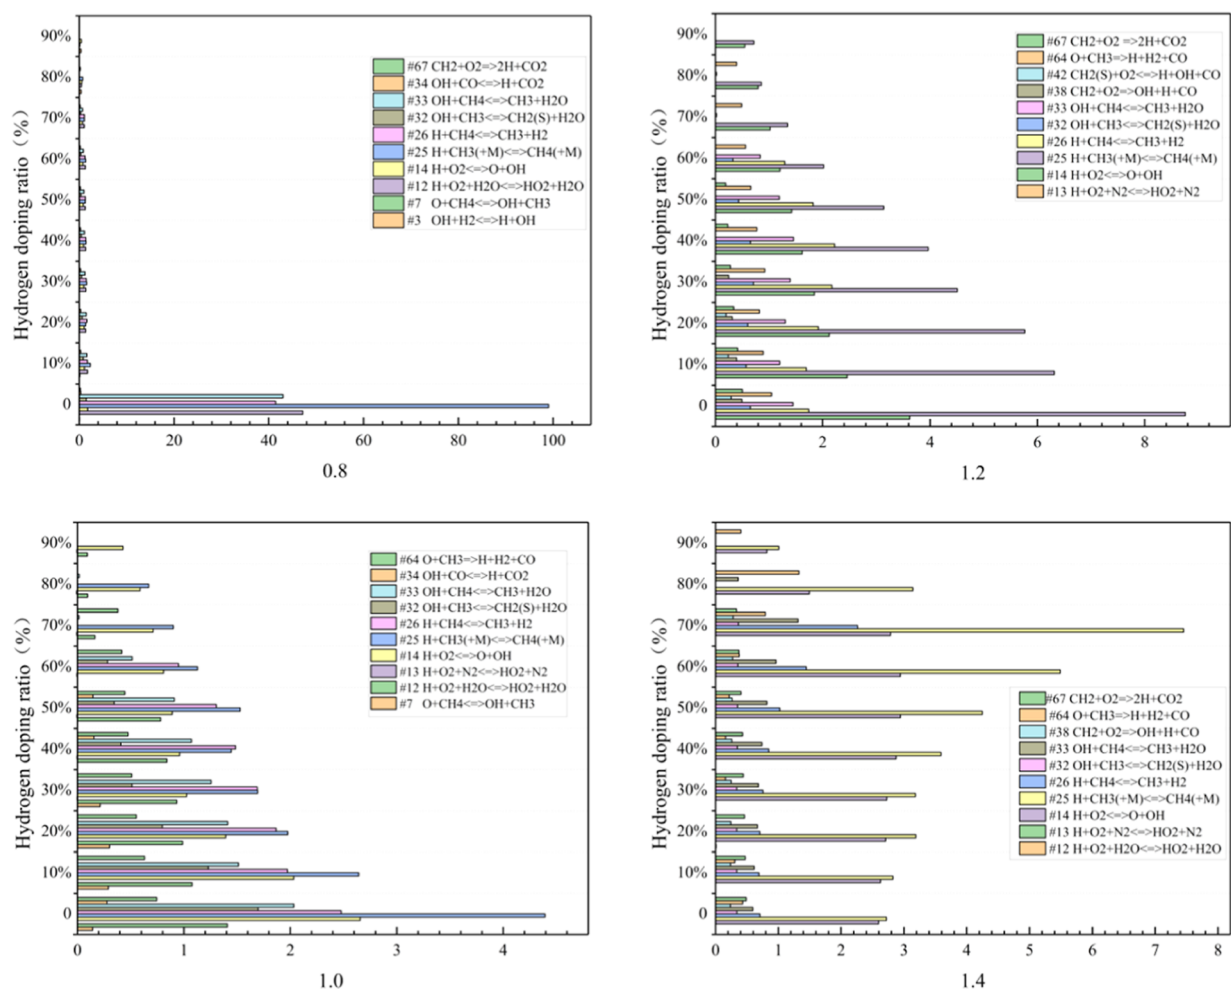 Hydrogen doping ratio (%)
90%
80%
70%
60%
50%
40%
30%
20%
10%
0
#67 CH2+O2=>2H+CO2
#34 OH+CO<=>H+CO2
#33 OH+CH4<=>CH3+H2O
#32 OH+CH3<=>CH2(S)+H2O
#26 H+CH4<=>CH3+H2
#25 H+CH3(+M)<=>CH4(+M)
#14 H+O2<=>O+OH
#12 H+O2+H2O<=>HO2+H2O
#7 O+CH4<=>OH+CH3
#3 OH+H2<=>H+OH
0 20 40 60 80 100
0.8
Hydrogen doping ratio (%)
90%
80%
70%
60%
50%
40%
30%
20%
10%
0
#67 CH2+O2 =>2H+CO2
#64 O+CH3=>H+H2+CO
#42 CH2(S)+O2<=>H+OH+CO
#38 CH2+O2=>OH+H+CO
#33 OH+CH4<=>CH3+H2O
#32 OH+CH3<=>CH2(S)+H2O
#26 H+CH4<=>CH3+H2
#25 H+CH3(+M)<=>CH4(+M)
#14 H+O2<=>O+OH
#13 H+O2+N2<=>HO2+N2
0 2 4 6 8
1.2
Hydrogen doping ratio (%)
90%
80%
70%
60%
50%
40%
30%
20%
10%
0
#64 O+CH3=>H+H2+CO
#34 OH+CO<=>H+CO2
#33 OH+CH4<=>CH3+H2O
#32 OH+CH3<=>CH2(S)+H2O
#26 H+CH4<=>CH3+H2
#25 H+CH3(+M)<=>CH4(+M)
#14 H+O2<=>O+OH
#13 H+O2+N2<=>HO2+N2
#12 H+O2+H2O<=>HO2+H2O
#7 O+CH4<=>OH+CH3
0 1 2 3 4
1.0
Hydrogen doping ratio (%)
90%
80%
70%
60%
50%
40%
30%
20%
10%
0
#67 CH2+O2=>2H+CO2
#64 O+CH3=>H+H2+CO
#38 CH2+O2=>OH+H+CO
#33 OH+CH4<=>CH3+H2O
#32 OH+CH3<=>CH2(S)+H2O
#26 H+CH4<=>CH3+H2
#25 H+CH3(+M)<=>CH4(+M)
#14 H+O2<=>O+OH
#13 H+O2+N2<=>HO2+N2
#12 H+O2+H2O<=>HO2+H2O
0 1 2 3 4 5 6 7 8
1.4